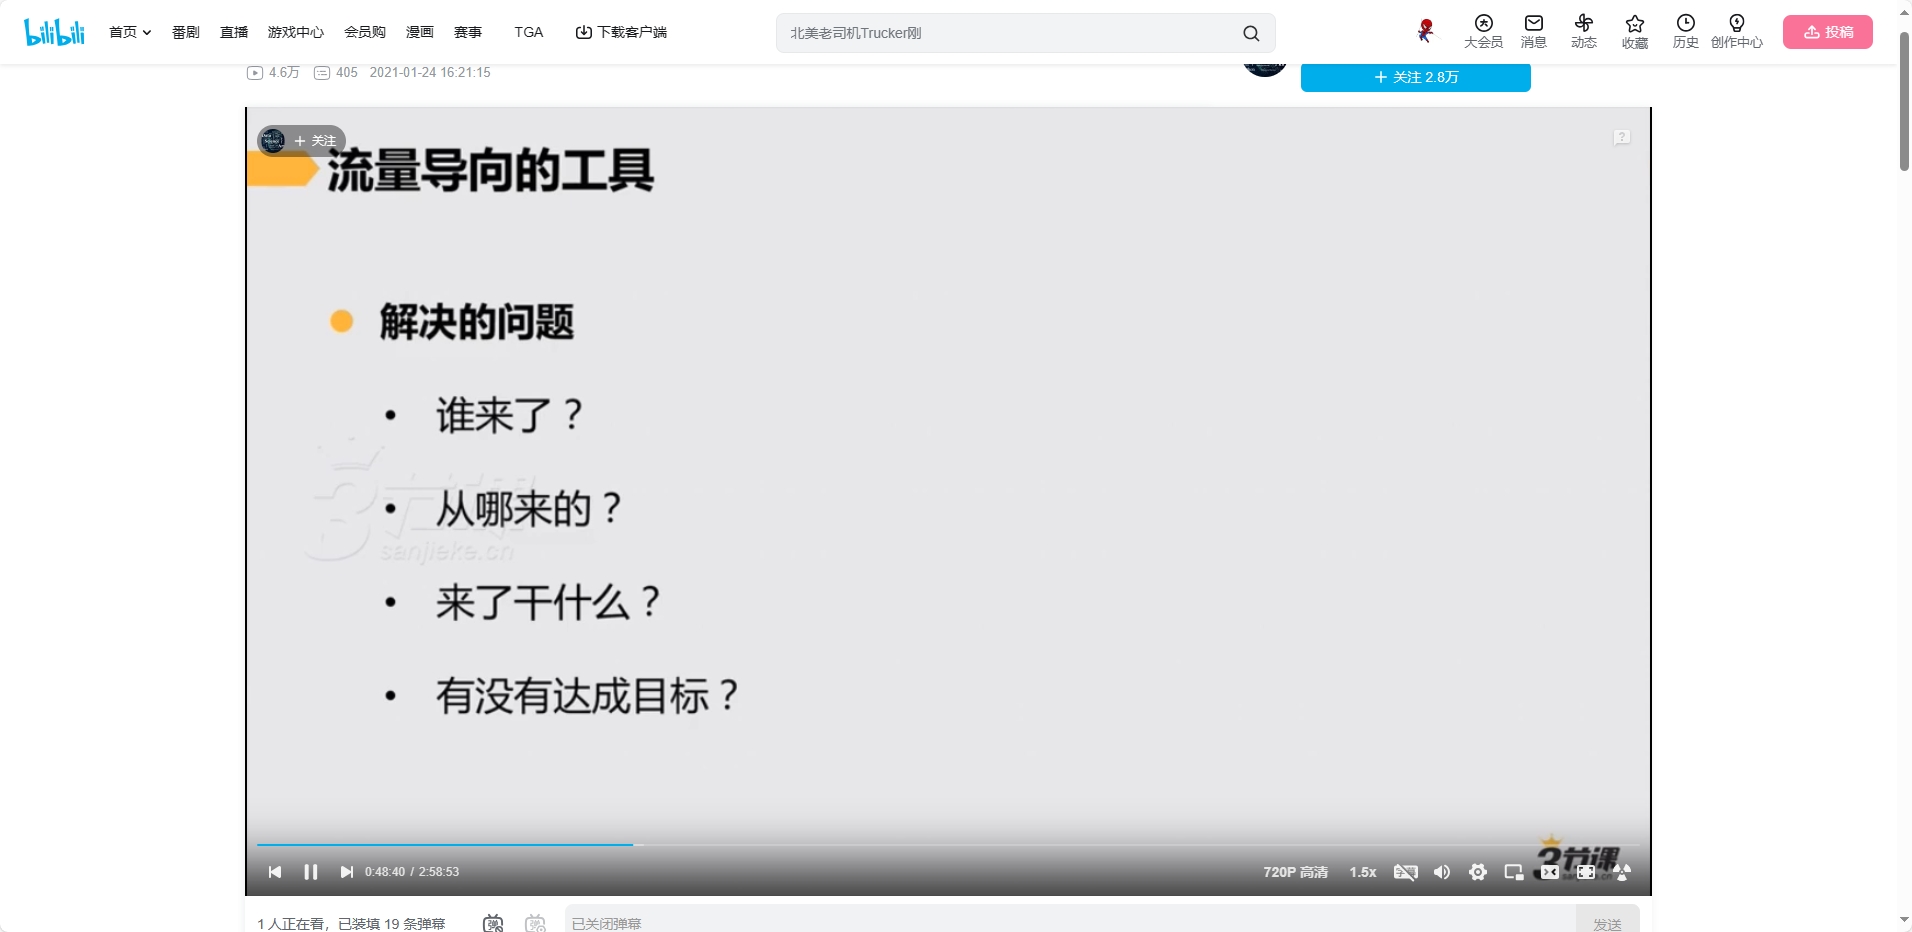 bilibili 首页 番剧 直播 游戏中心 会员购 漫画 赛事 TGA 下载客户端 北美老司机Trucker刚 大会员 消息 动态 收藏 历史 创作中心 投稿
4.6万 405 2021-01-24 16:21:15 + 关注 2.8万
+ 关注
流量导向的工具
解决的问题
• 谁来了？
• 从哪来的？
3节课
sanjieke.cn
• 来了干什么？
• 有没有达成目标？
3节课
0:48:40 / 2:58:53 720P 高清 1.5x
1 人正在看，已装填 19 条弹幕 已关闭弹幕 发送